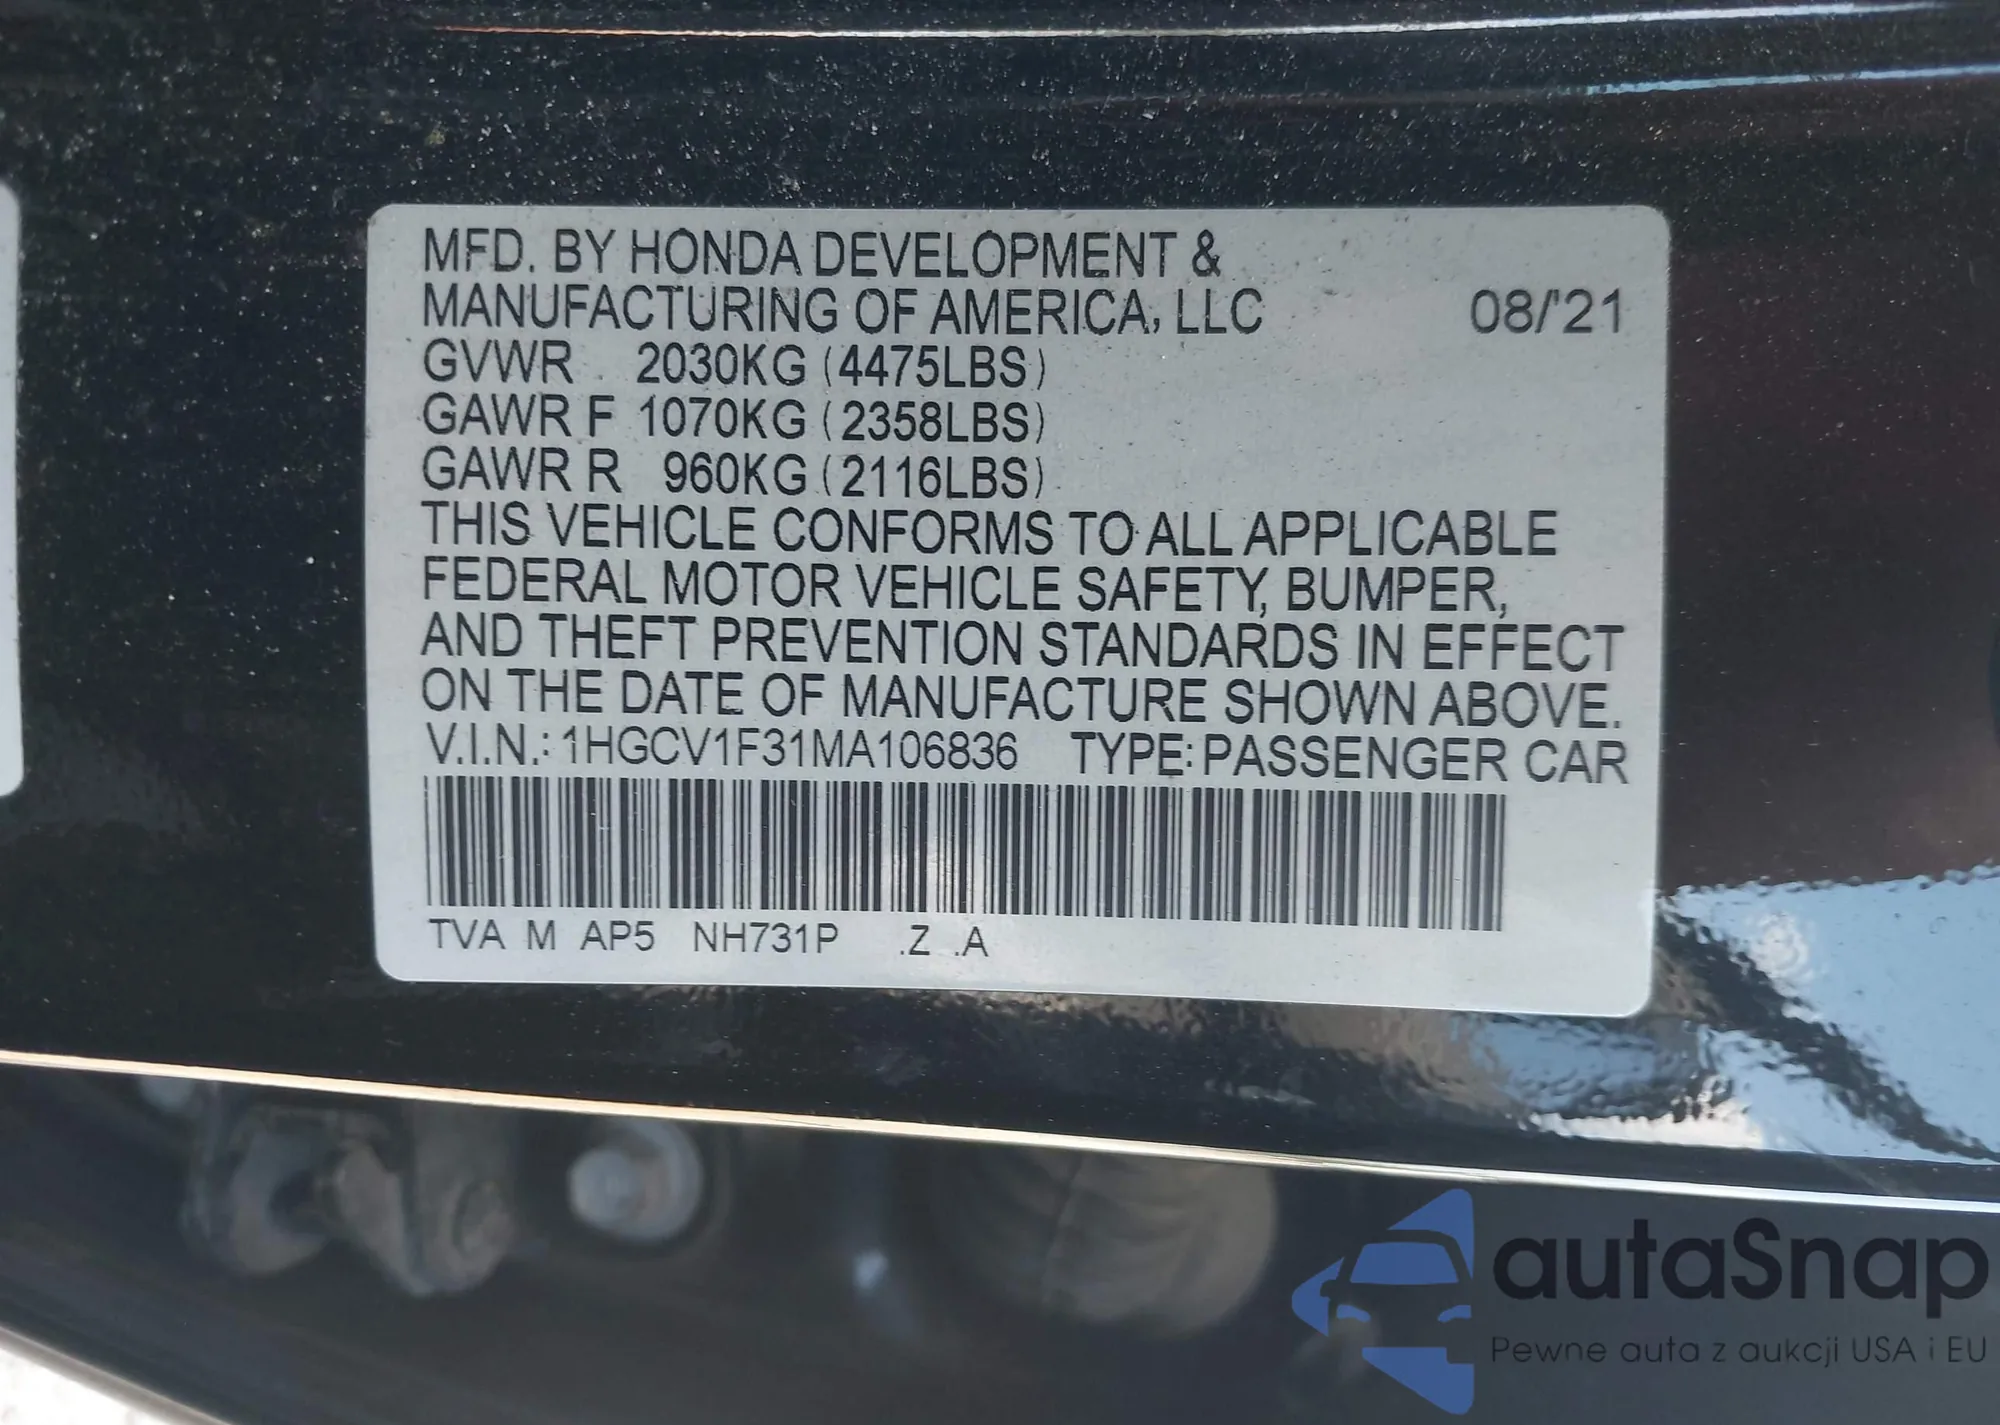 MFD. BY HONDA DEVELOPMENT &
MANUFACTURING OF AMERICA, LLC 08/'21
GVWR 2030KG (4475LBS)
GAWR F 1070KG (2358LBS)
GAWR R 960KG (2116LBS)
THIS VEHICLE CONFORMS TO ALL APPLICABLE
FEDERAL MOTOR VEHICLE SAFETY, BUMPER,
AND THEFT PREVENTION STANDARDS IN EFFECT
ON THE DATE OF MANUFACTURE SHOWN ABOVE.
V.I.N.: 1HGCV1F31MA106836 TYPE: PASSENGER CAR
TVA M AP5 NH731P .Z .A
autoSnap
Pewne auta z aukcji USA i EU